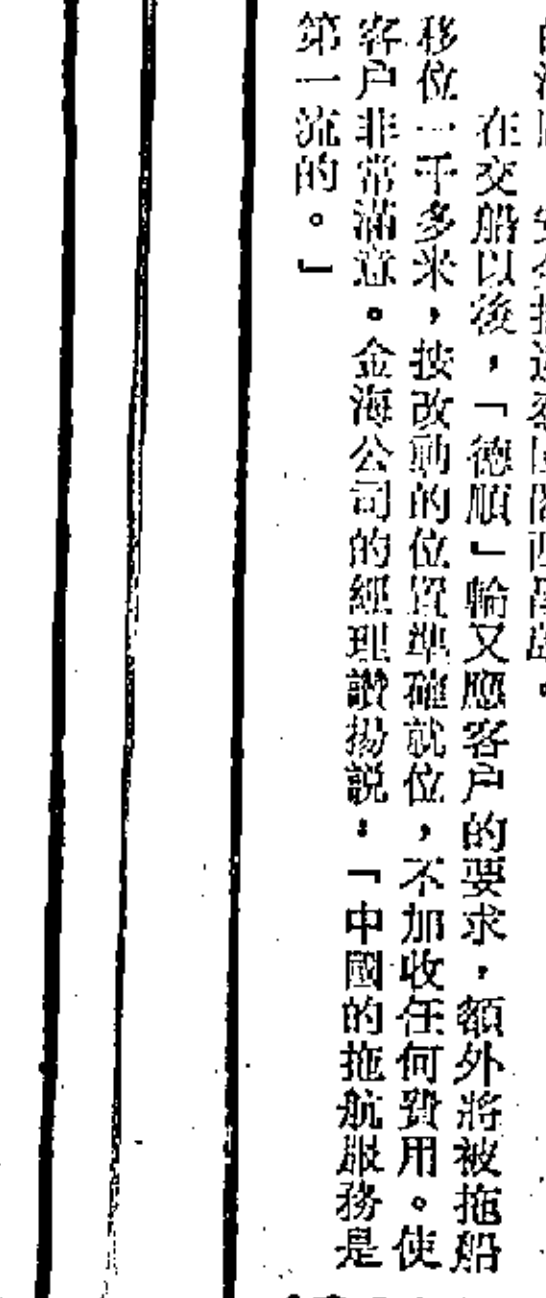 在交船以後，「德順」輪又應客户的要求，額外將被拖船
移位一千多米，按改動的位置準確就位，不加收任何費用。使
客户非常滿意。金海公司的經理讚揚説：「中國的拖航服務是
第一流的。」